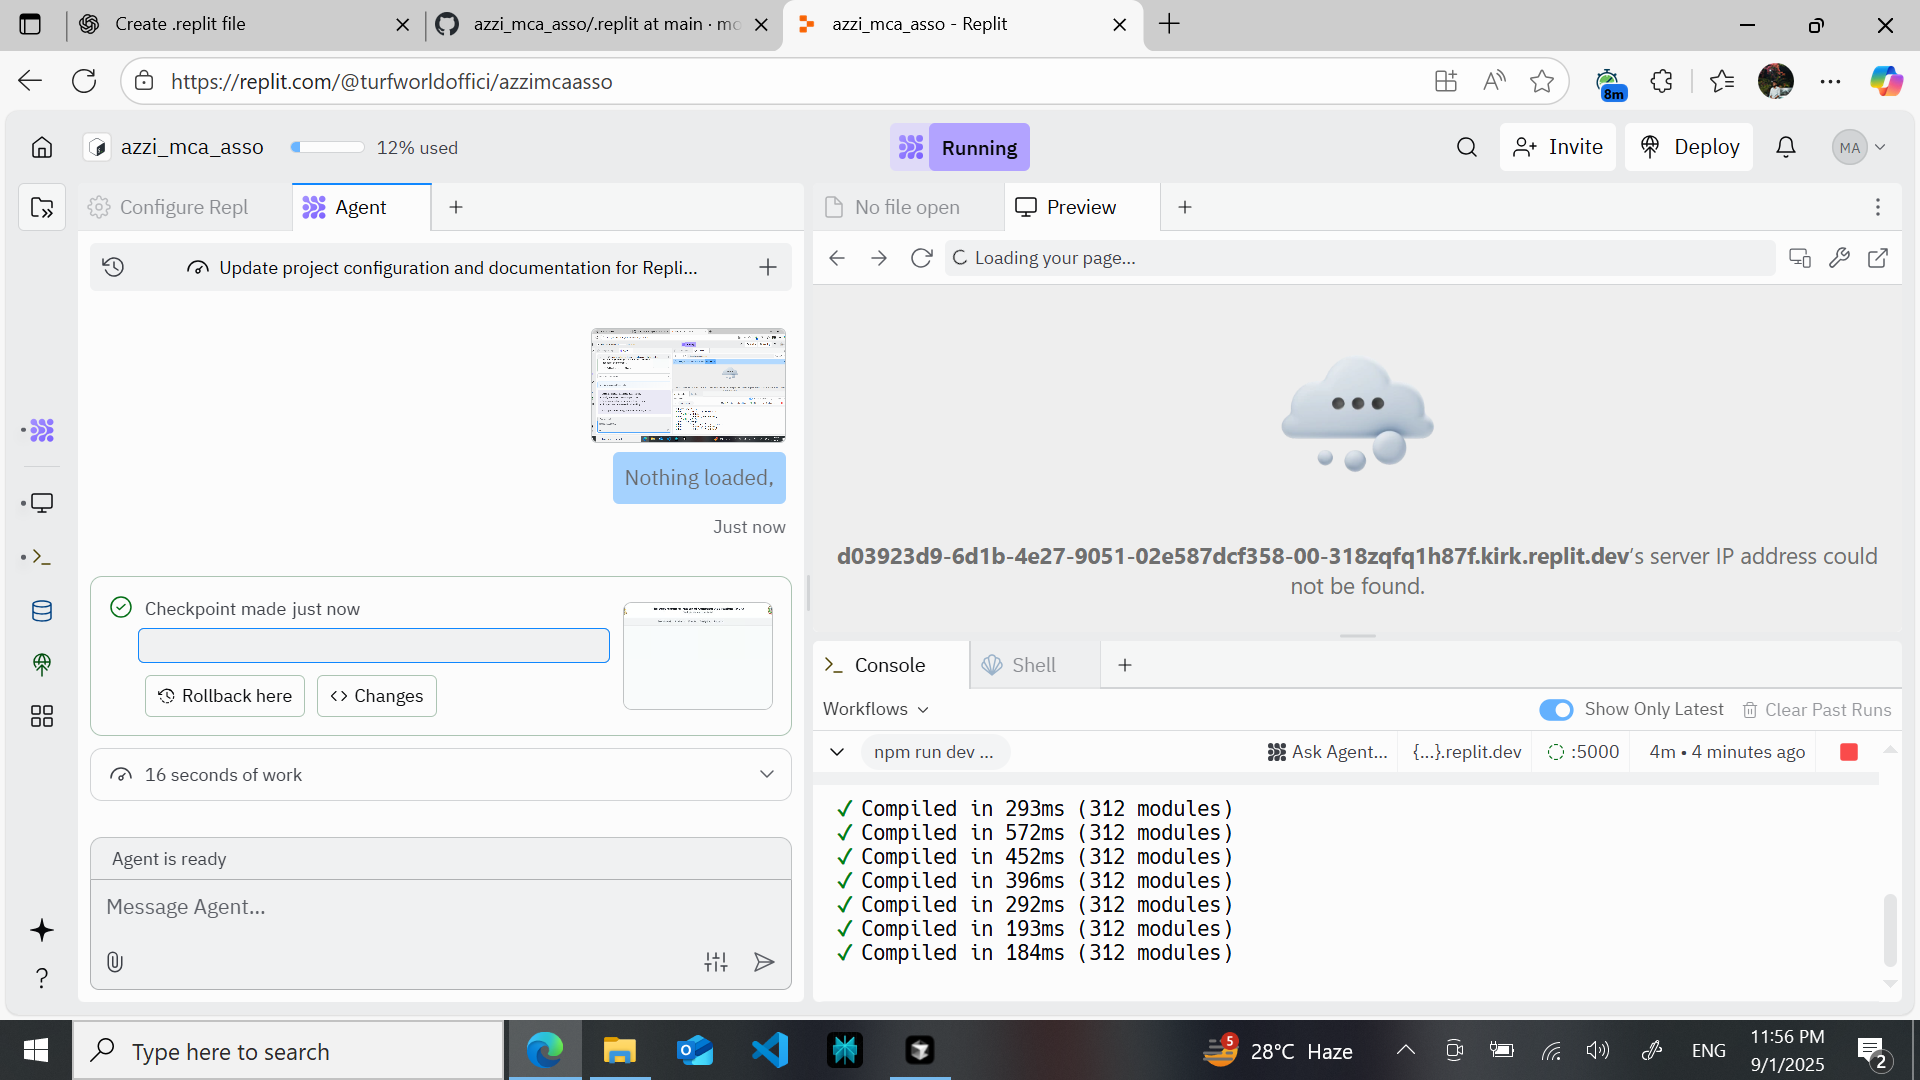 Create .replit file
azzi_mca_asso/.replit at main · mo
azzi_mca_asso - Replit
https://replit.com/@turfworldoffici/azzimcaasso
8m
azzi_mca_asso
12% used
Running
Invite
Deploy
MA
Configure Repl
Agent
No file open
Preview
Update project configuration and documentation for Repli...
Loading your page...
Nothing loaded,
Just now
d03923d9-6d1b-4e27-9051-02e587dcf358-00-318zqfq1h87f.kirk.replit.dev's server IP address could
not be found.
Checkpoint made just now
Rollback here
Changes
16 seconds of work
Agent is ready
Message Agent...
Console
Shell
Workflows
Show Only Latest
Clear Past Runs
npm run dev ...
Ask Agent...
{...}.replit.dev
:5000
4m • 4 minutes ago
✓ Compiled in 293ms (312 modules)
✓ Compiled in 572ms (312 modules)
✓ Compiled in 452ms (312 modules)
✓ Compiled in 396ms (312 modules)
✓ Compiled in 292ms (312 modules)
✓ Compiled in 193ms (312 modules)
✓ Compiled in 184ms (312 modules)
Type here to search
5
28°C Haze
ENG
11:56 PM
9/1/2025
2